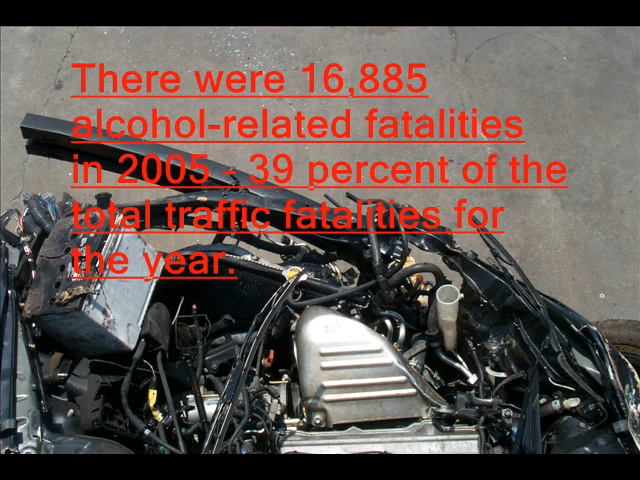 There were 16,885
alcohol-related fatalities
in 2005 - 39 percent of the
total traffic fatalities for
the year.